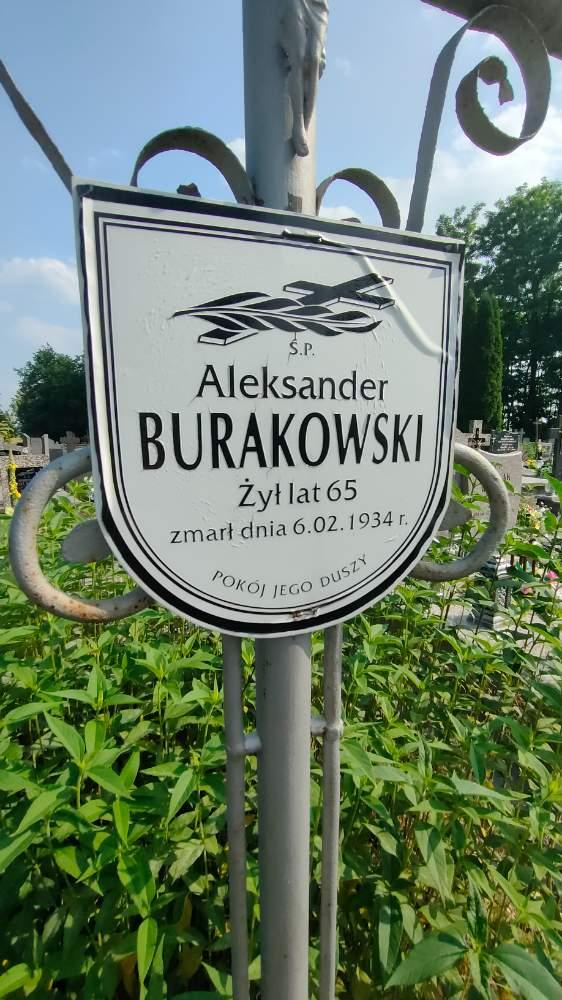 Ś.P.
Aleksander
BURAKOWSKI
Żył lat 65
zmarł dnia 6.02.1934 r.
POKÓJ JEGO DUSZY